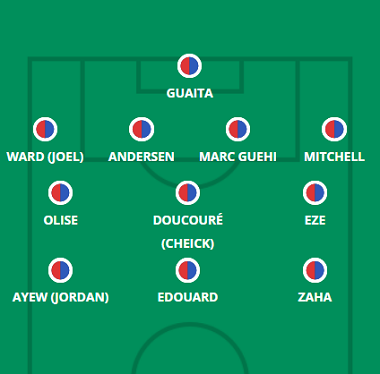 GUAITA
WARD (JOEL) ANDERSEN MARC GUEHI MITCHELL
OLISE DOUCOURÉ EZE
(CHEICK)
AYEW (JORDAN) EDOUARD ZAHA